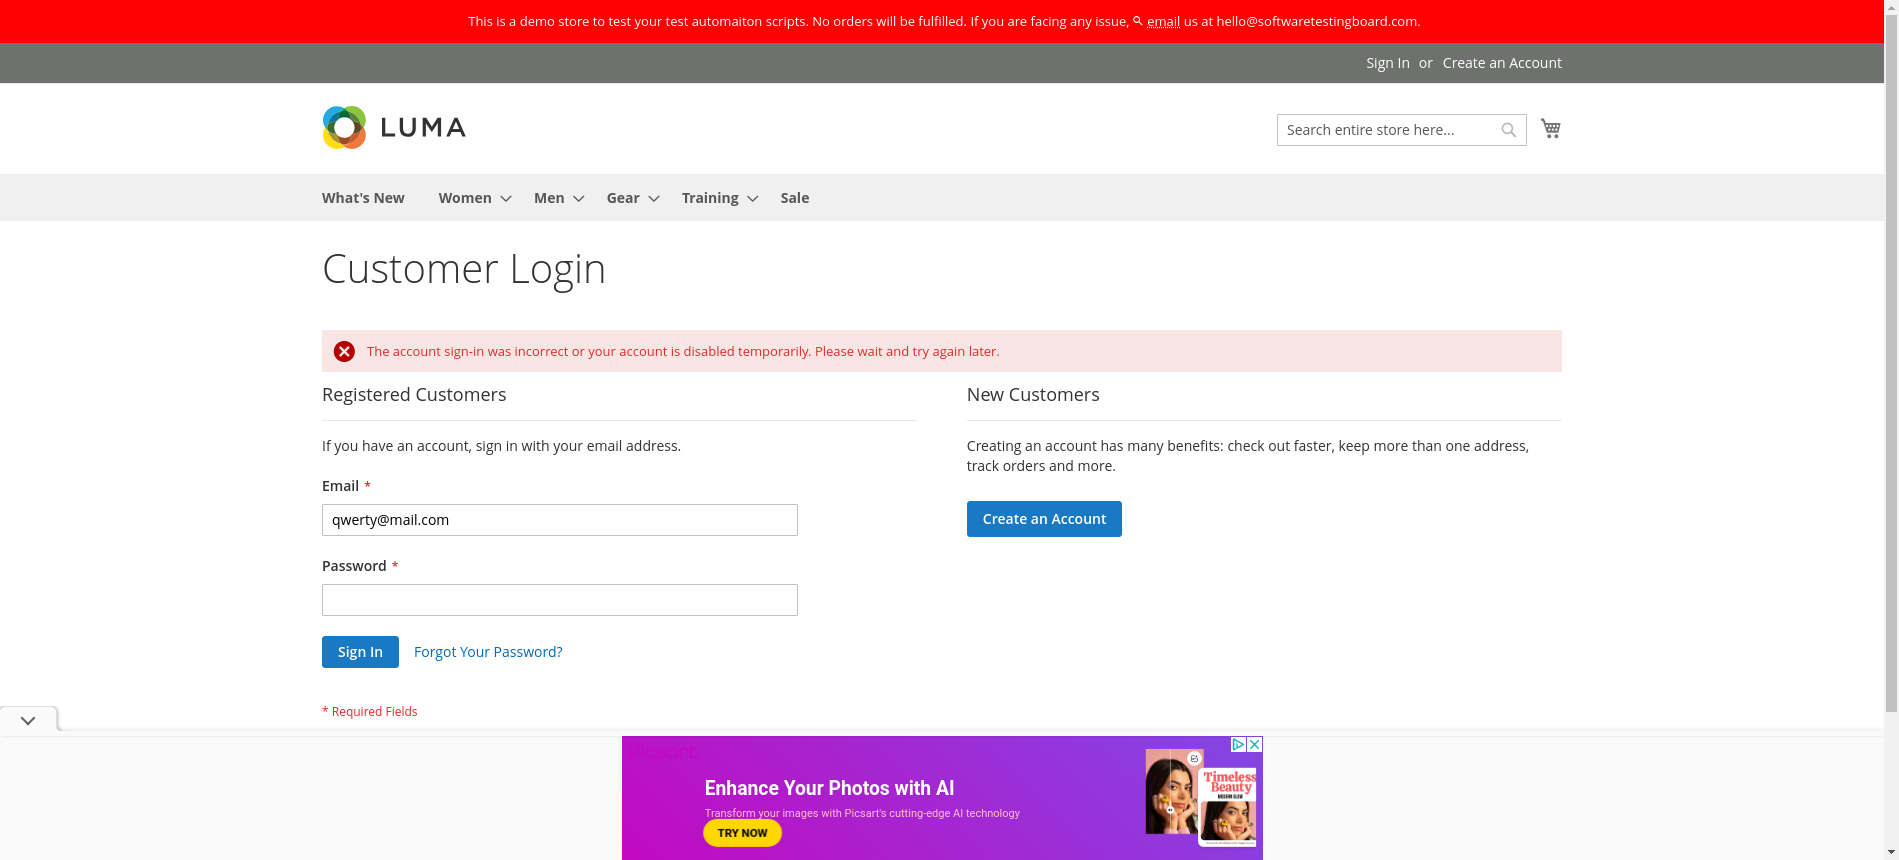 This is a demo store to test your test automaiton scripts. No orders will be fulfilled. If you are facing any issue, email us at hello@softwaretestingboard.com.
Sign In or Create an Account
LUMA
Search entire store here...
What's New Women Men Gear Training Sale
Customer Login
The account sign-in was incorrect or your account is disabled temporarily. Please wait and try again later.
Registered Customers
If you have an account, sign in with your email address.
Email *
qwerty@mail.com
Password *
Sign In Forgot Your Password?
* Required Fields
New Customers
Creating an account has many benefits: check out faster, keep more than one address,
track orders and more.
Create an Account
Picsart
Enhance Your Photos with AI
Transform your images with Picsart's cutting-edge AI technology
TRY NOW
Timeless
Beauty